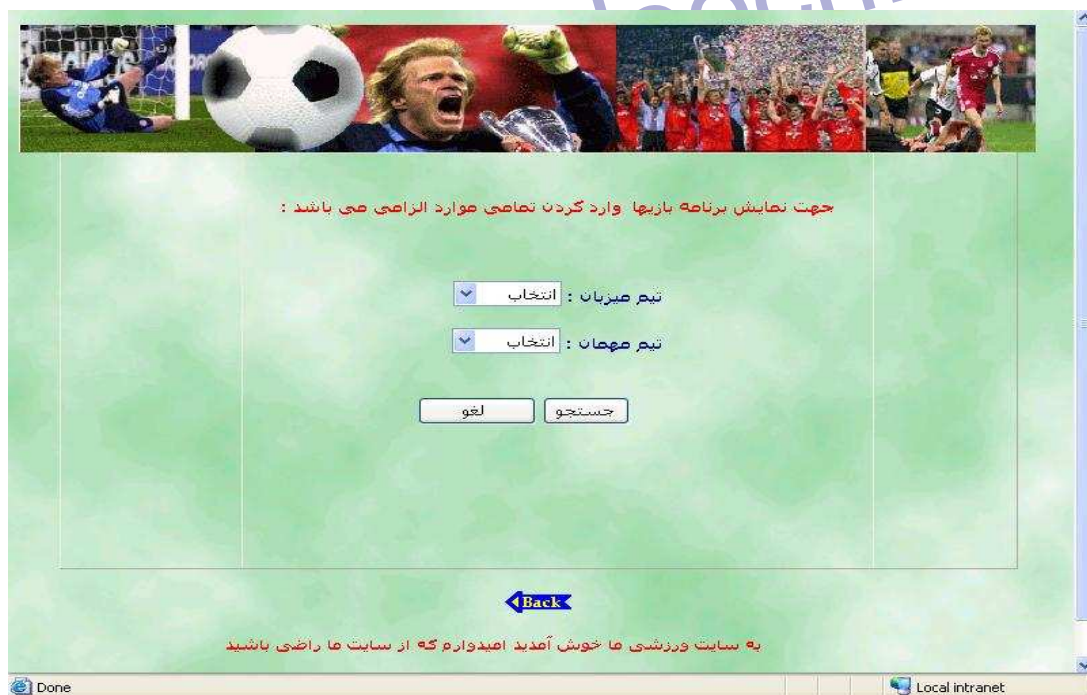 جهت نمایش برنامه بازیها وارد کردن تمامی موارد الزامی می باشد :
تیم میزبان : انتخاب
تیم مهمان : انتخاب
جستجو لغو
Back
به سایت ورزشی ما خوش آمدید امیدوارم که از سایت ما راضی باشید
Done Local intranet